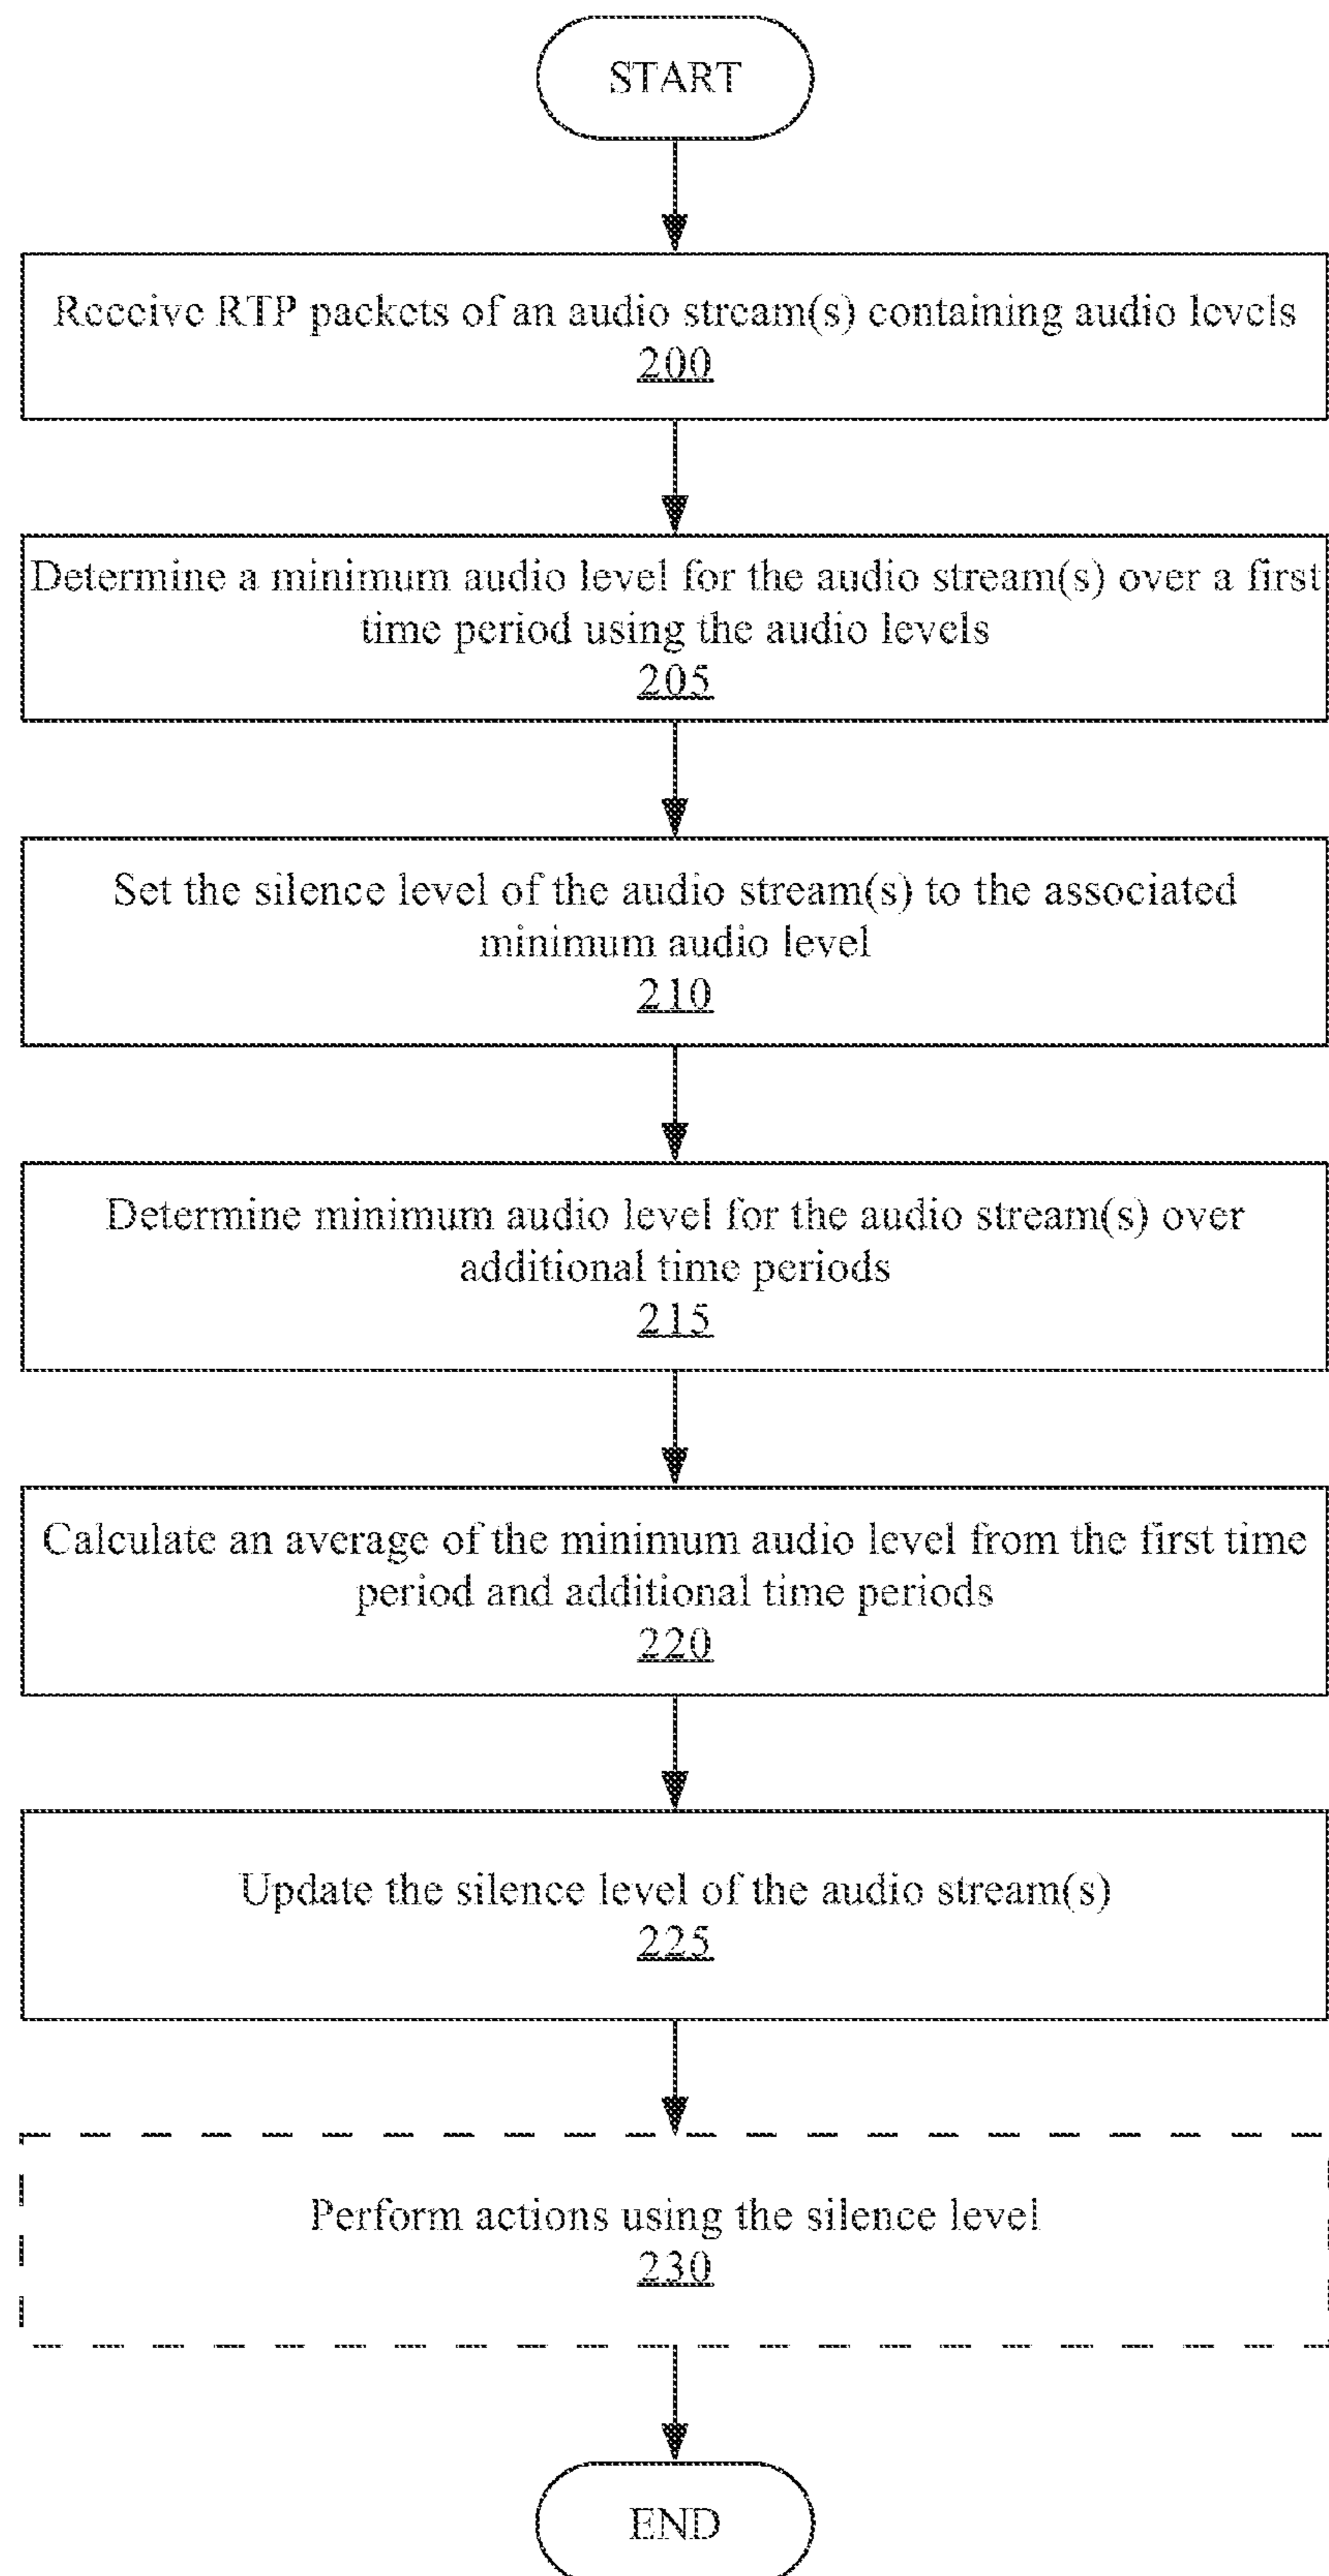 START
Receive RTP packets of an audio stream(s) containing audio levels
200
Determine a minimum audio level for the audio stream(s) over a first
time period using the audio levels
205
Set the silence level of the audio stream(s) to the associated
minimum audio level
210
Determine minimum audio level for the audio stream(s) over
additional time periods
215
Calculate an average of the minimum audio level from the first time
period and additional time periods
220
Update the silence level of the audio stream(s)
225
Perform actions using the silence level
230
END